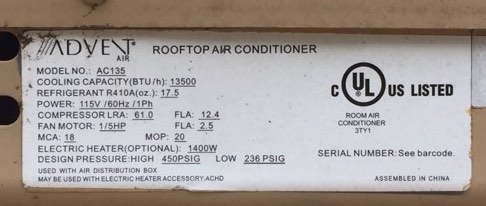 ADVENT AIR
ROOFTOP AIR CONDITIONER
MODEL NO.: AC135
COOLING CAPACITY(BTU/h): 13500
REFRIGERANT R410A(oz.): 17.5
POWER: 115V /60Hz /1Ph
COMPRESSOR LRA: 61.0 FLA: 12.4
FAN MOTOR: 1/5HP FLA: 2.5
MCA: 18 MOP: 20
ELECTRIC HEATER(OPTIONAL): 1400W
DESIGN PRESSURE:HIGH 450PSIG LOW 236 PSIG
USED WITH AIR DISTRIBUTION BOX
MAY BE USED WITH ELECTRIC HEATER ACCESSORY.ACHD
C UL US LISTED
ROOM AIR
CONDITIONER
3TY1
SERIAL NUMBER: See barcode.
ASSEMBLED IN CHINA